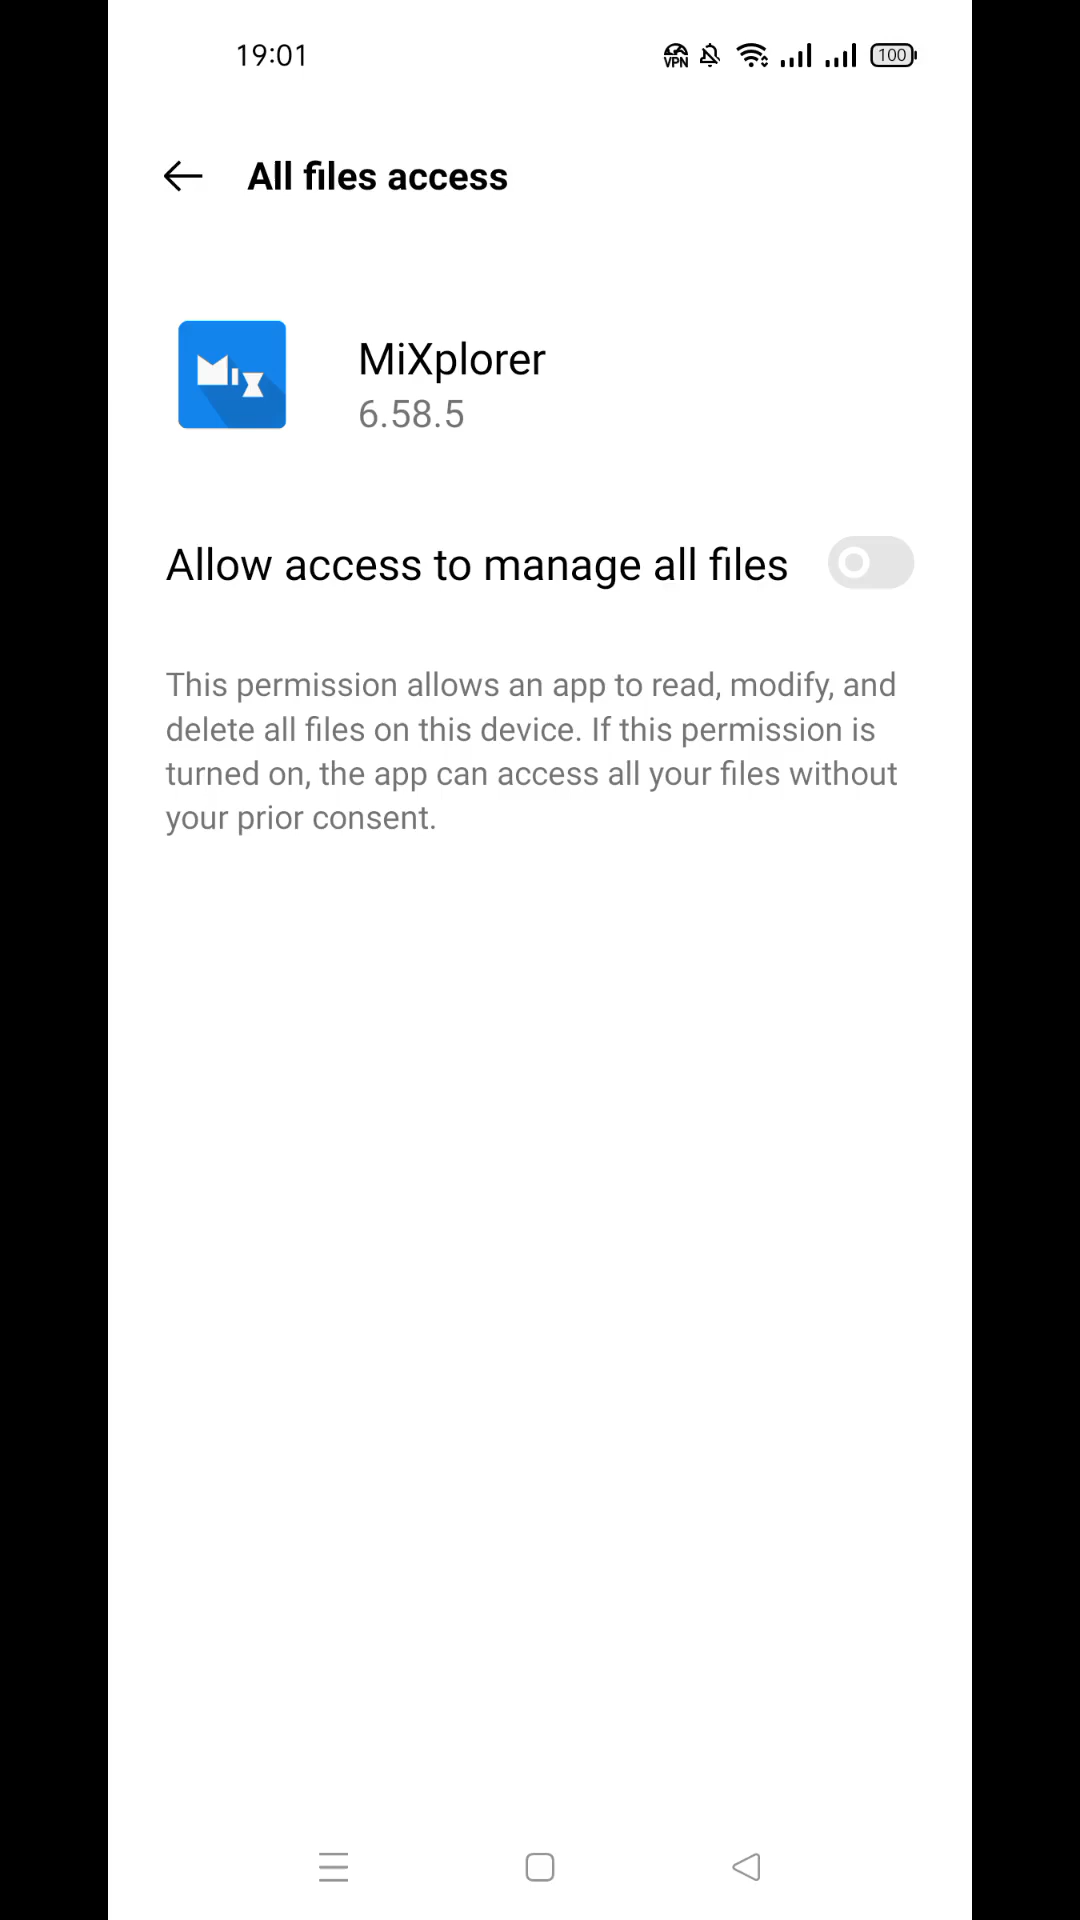 19:01
VPN
100
All files access
MiX
MiXplorer
6.58.5
Allow access to manage all files
This permission allows an app to read, modify, and
delete all files on this device. If this permission is
turned on, the app can access all your files without
your prior consent.